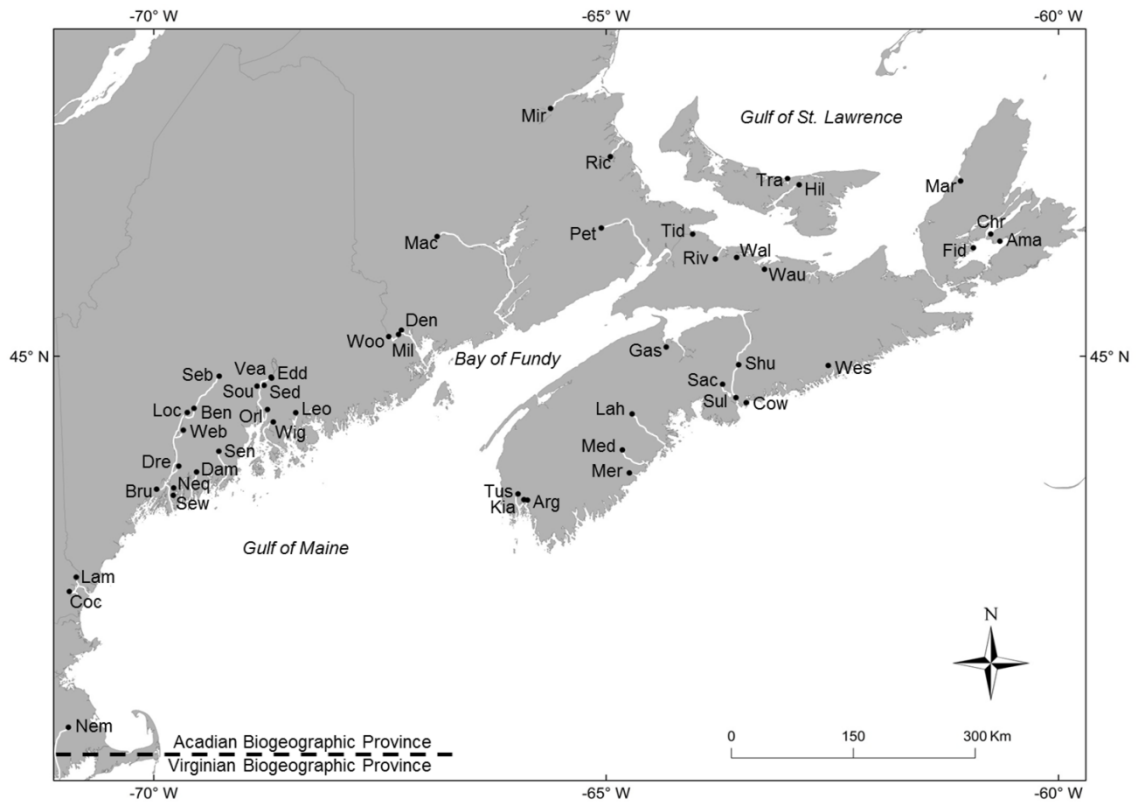 -70° W
-65° W
-60° W
Mir
Gulf of St. Lawrence
Ric
Tra
Hil
Mar
Chr
Ama
Fid
Mac
Pet
Tid
Riv
Wal
Wau
Den
Woo
Mil
Bay of Fundy
45° N
45° N
Gas
Shu
Wes
Sac
Sul
Cow
Lah
Med
Mer
Tus
Kia
Arg
Seb
Vea
Edd
Sou
Sed
Loc
Ben
Orl
Leo
Web
Wig
Sen
Dre
Dam
Bru
Neq
Sew
Gulf of Maine
Lam
Coc
N
Nem
Acadian Biogeographic Province
Virginian Biogeographic Province
0 150 300 Km
-70° W
-65° W
-60° W